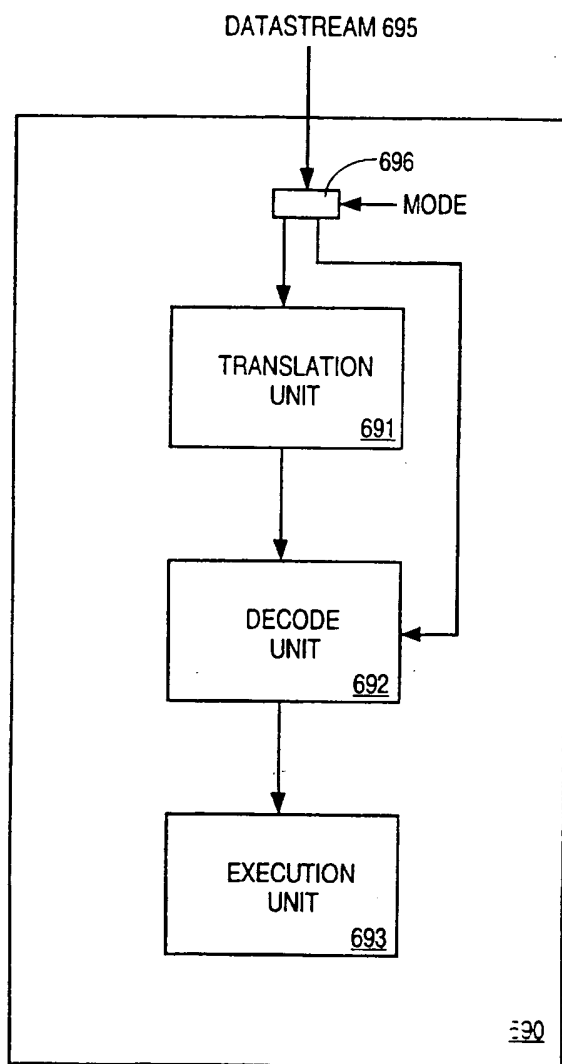 DATASTREAM 695
696
MODE
TRANSLATION
UNIT
691
DECODE
UNIT
692
EXECUTION
UNIT
693